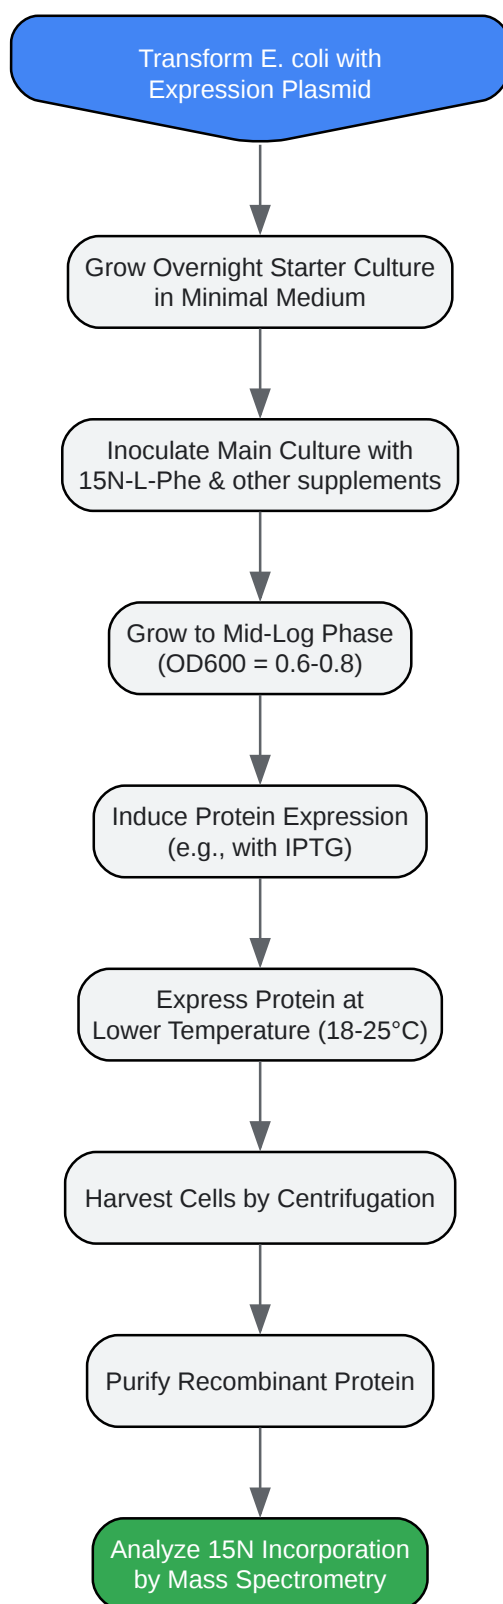 Transform E. coli with
Expression Plasmid
Grow Overnight Starter Culture
in Minimal Medium
Inoculate Main Culture with
15N-L-Phe & other supplements
Grow to Mid-Log Phase
(OD600 = 0.6-0.8)
Induce Protein Expression
(e.g., with IPTG)
Express Protein at
Lower Temperature (18-25°C)
Harvest Cells by Centrifugation
Purify Recombinant Protein
Analyze 15N Incorporation
by Mass Spectrometry